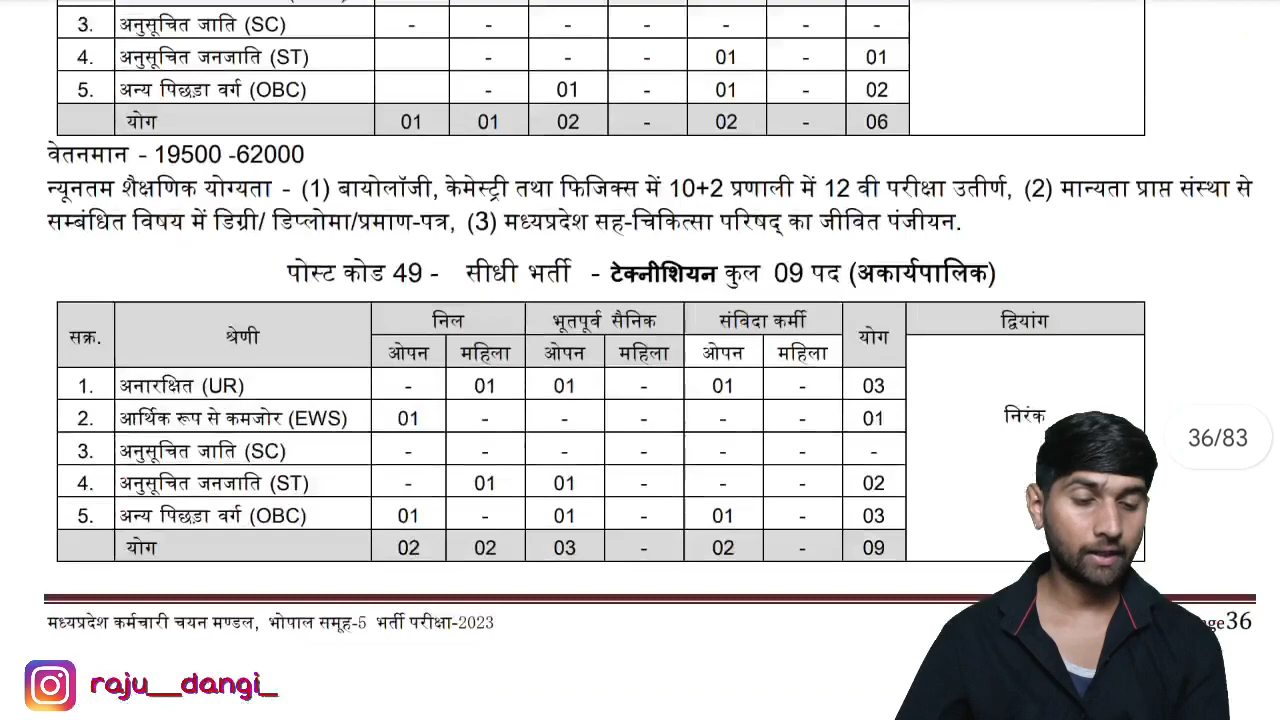 3. अनुसूचित जाति (SC) - - - - - - -
4. अनुसूचित जनजाति (ST) - - - 01 - 01
5. अन्य पिछड़ा वर्ग (OBC) - 01 - 01 - 02
योग 01 01 02 - 02 - 06
वेतनमान - 19500 -62000
न्यूनतम शैक्षणिक योग्यता - (1) बायोलॉजी, केमेस्ट्री तथा फिजिक्स में 10+2 प्रणाली में 12 वी परीक्षा उतीर्ण, (2) मान्यता प्राप्त संस्था से
सम्बंधित विषय में डिग्री/ डिप्लोमा/प्रमाण-पत्र, (3) मध्यप्रदेश सह-चिकित्सा परिषद् का जीवित पंजीयन.
पोस्ट कोड 49 - सीधी भर्ती - टेक्नीशियन कुल 09 पद (अकार्यपालिक)
सक्र. श्रेणी निल भूतपूर्व सैनिक संविदा कर्मी योग द्वियांग
ओपन महिला ओपन महिला ओपन महिला
1. अनारक्षित (UR) - 01 01 - 01 - 03
2. आर्थिक रूप से कमजोर (EWS) 01 - - - - - 01 निरंक
3. अनुसूचित जाति (SC) - - - - - - -
4. अनुसूचित जनजाति (ST) - 01 01 - - - 02
5. अन्य पिछड़ा वर्ग (OBC) 01 - 01 - 01 - 03
योग 02 02 03 - 02 - 09
36/83
मध्यप्रदेश कर्मचारी चयन मण्डल, भोपाल समूह-5 भर्ती परीक्षा-2023 36
raju__dangi_